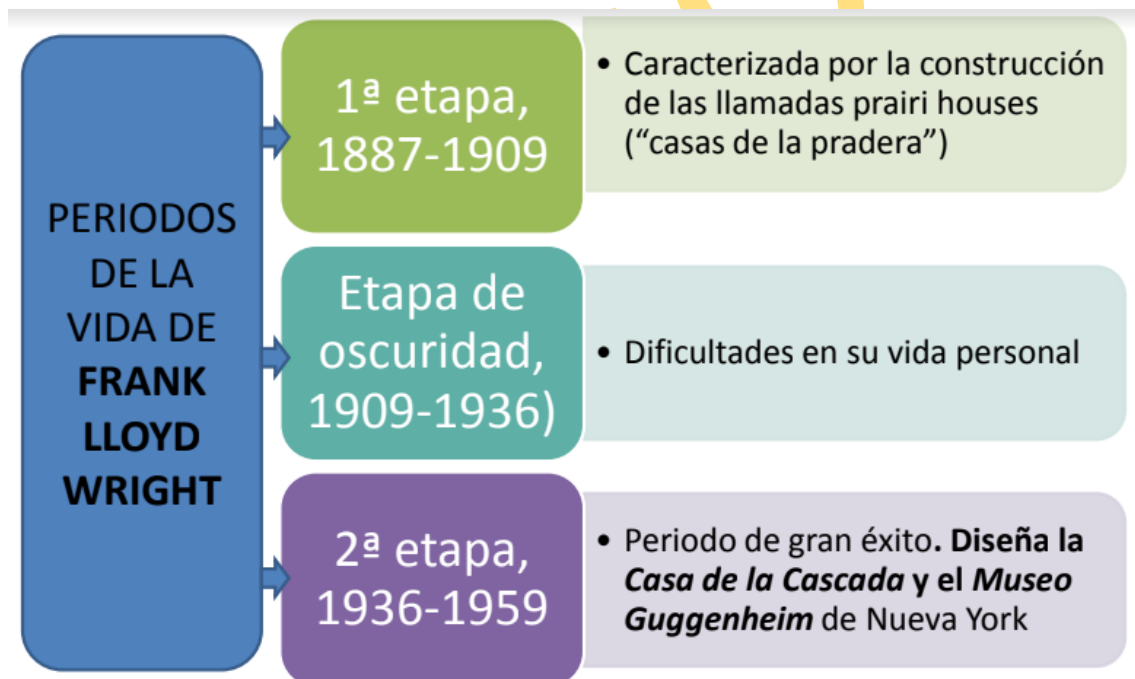 PERIODOS
DE LA
VIDA DE
FRANK
LLOYD
WRIGHT
1ª etapa,
1887-1909
• Caracterizada por la construcción
de las llamadas prairi houses
(“casas de la pradera”)
Etapa de
oscuridad,
1909-1936)
• Dificultades en su vida personal
2ª etapa,
1936-1959
• Periodo de gran éxito. Diseña la
Casa de la Cascada y el Museo
Guggenheim de Nueva York